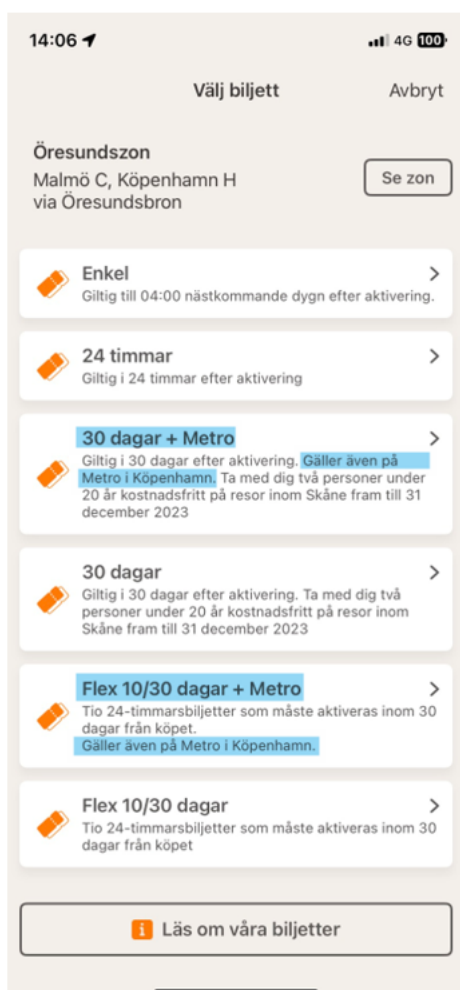 14:06
4G 100
Välj biljett
Avbryt
Öresundszon
Malmö C, Köpenhamn H
via Öresundsbron
Se zon
Enkel
Giltig till 04:00 nästkommande dygn efter aktivering.
24 timmar
Giltig i 24 timmar efter aktivering
30 dagar + Metro
Giltig i 30 dagar efter aktivering. Gäller även på
Metro i Köpenhamn. Ta med dig två personer under
20 år kostnadsfritt på resor inom Skåne fram till 31
december 2023
30 dagar
Giltig i 30 dagar efter aktivering. Ta med dig två
personer under 20 år kostnadsfritt på resor inom
Skåne fram till 31 december 2023
Flex 10/30 dagar + Metro
Tio 24-timmarsbiljetter som måste aktiveras inom 30
dagar från köpet.
Gäller även på Metro i Köpenhamn.
Flex 10/30 dagar
Tio 24-timmarsbiljetter som måste aktiveras inom 30
dagar från köpet
i Läs om våra biljetter